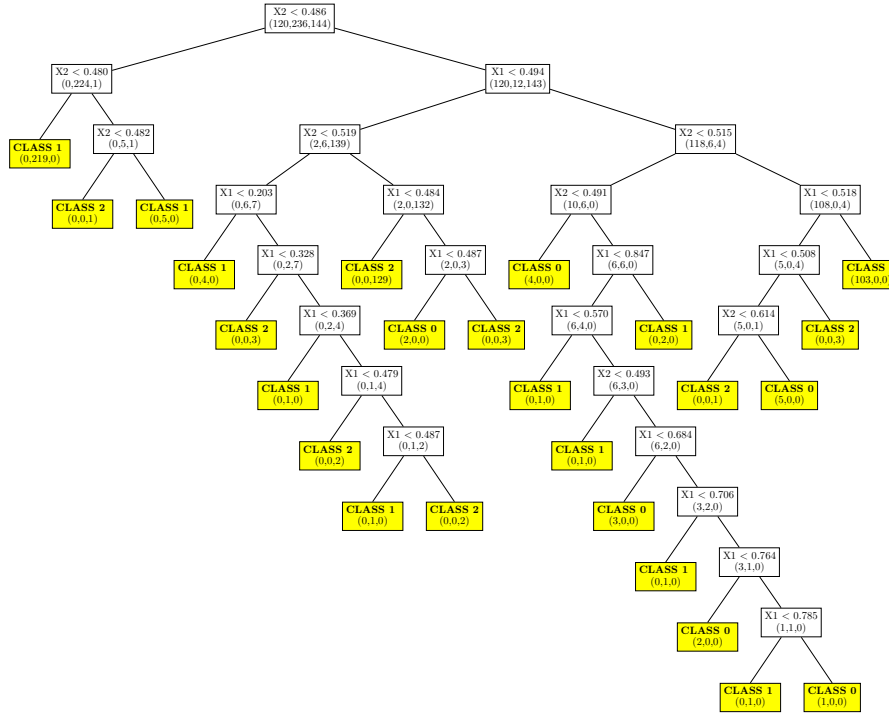 X2 < 0.486
(120,236,144)
X2 < 0.480
(0,224,1)
X1 < 0.494
(120,12,143)
CLASS 1
(0,219,0)
X2 < 0.482
(0,5,1)
X2 < 0.519
(2,6,139)
X2 < 0.515
(118,6,4)
CLASS 2
(0,0,1)
CLASS 1
(0,5,0)
X1 < 0.203
(0,6,7)
X1 < 0.484
(2,0,132)
X2 < 0.491
(10,6,0)
X1 < 0.518
(108,0,4)
CLASS 1
(0,4,0)
X1 < 0.328
(0,2,7)
CLASS 2
(0,0,129)
X1 < 0.487
(2,0,3)
CLASS 0
(4,0,0)
X1 < 0.847
(6,6,0)
X1 < 0.508
(5,0,4)
CLASS
(103,0,0)
CLASS 2
(0,0,3)
X1 < 0.369
(0,2,4)
CLASS 0
(2,0,0)
CLASS 2
(0,0,3)
X1 < 0.570
(6,4,0)
CLASS 1
(0,2,0)
X2 < 0.614
(5,0,1)
CLASS 2
(0,0,3)
CLASS 1
(0,1,0)
X1 < 0.479
(0,1,4)
CLASS 1
(0,1,0)
X2 < 0.493
(6,3,0)
CLASS 2
(0,0,1)
CLASS 0
(5,0,0)
CLASS 2
(0,0,2)
X1 < 0.487
(0,1,2)
CLASS 1
(0,1,0)
X1 < 0.684
(6,2,0)
CLASS 1
(0,1,0)
CLASS 2
(0,0,2)
CLASS 0
(3,0,0)
X1 < 0.706
(3,2,0)
CLASS 1
(0,1,0)
X1 < 0.764
(3,1,0)
CLASS 0
(2,0,0)
X1 < 0.785
(1,1,0)
CLASS 1
(0,1,0)
CLASS 0
(1,0,0)